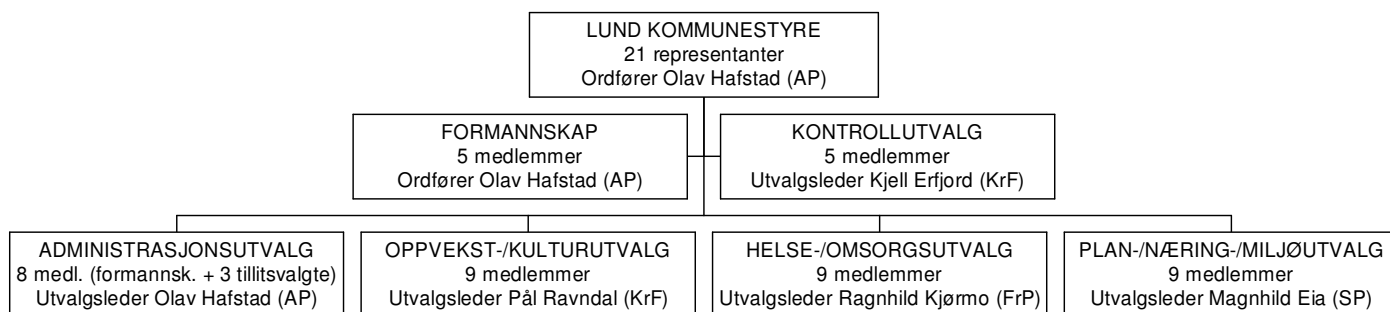 LUND KOMMUNESTYRE
21 representanter
Ordfører Olav Hafstad (AP)
FORMANNSKAP
5 medlemmer
Ordfører Olav Hafstad (AP)
KONTROLLUTVALG
5 medlemmer
Utvalgsleder Kjell Erfjord (KrF)
ADMINISTRASJONSUTVALG
8 medl. (formannsk. + 3 tillitsvalgte)
Utvalgsleder Olav Hafstad (AP)
OPPVEKST-/KULTURUTVALG
9 medlemmer
Utvalgsleder Pål Ravndal (KrF)
HELSE-/OMSORGSUTVALG
9 medlemmer
Utvalgsleder Ragnhild Kjørmo (FrP)
PLAN-/NÆRING-/MILJØUTVALG
9 medlemmer
Utvalgsleder Magnhild Eia (SP)